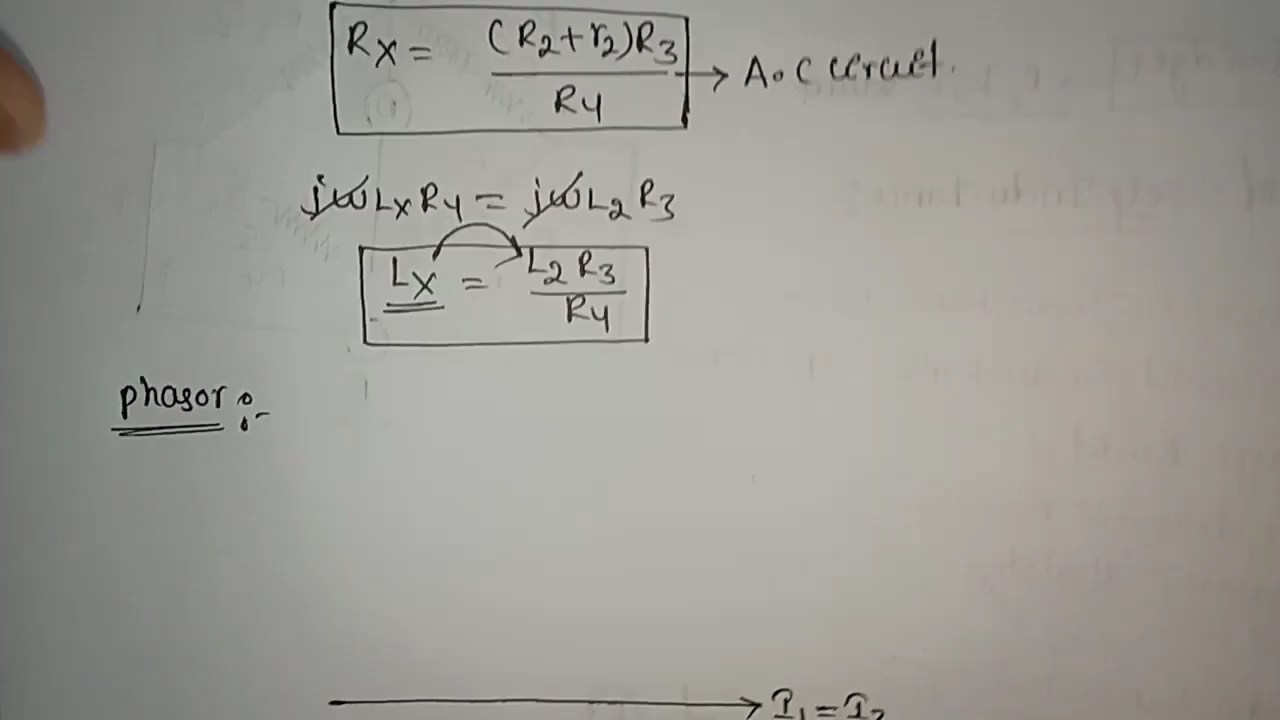 Rx = (R2+r2)R3 / R4 → A.C circuit.
jωLxR4 = jωL2R3
Lx = L2R3 / R4
phasor :-
I1 = I2